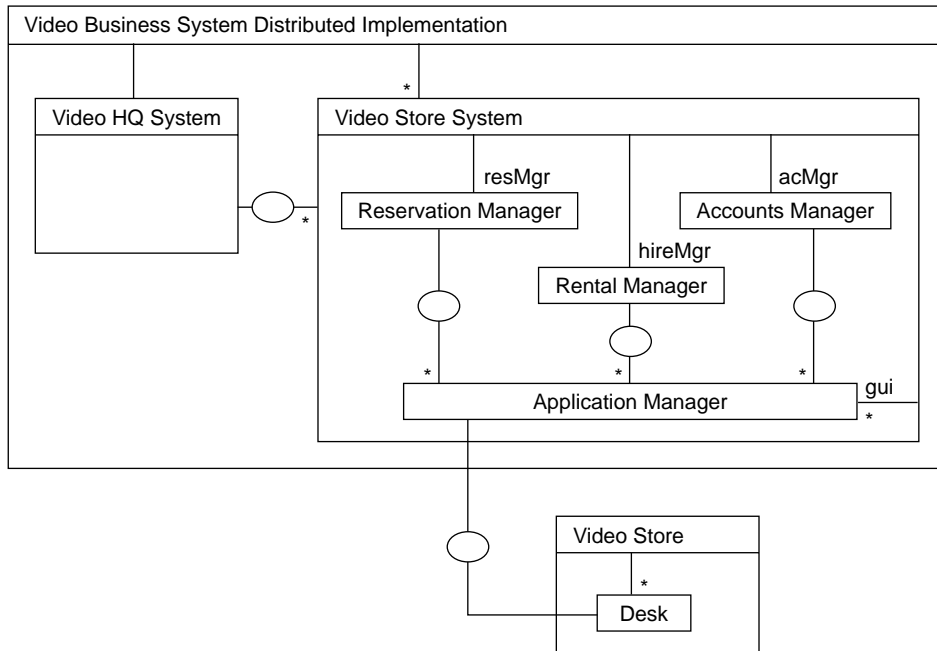 Video Business System Distributed Implementation
*
Video HQ System
Video Store System
*
resMgr
acMgr
Reservation Manager
Accounts Manager
hireMgr
Rental Manager
*
*
*
gui
Application Manager
*
Video Store
*
Desk